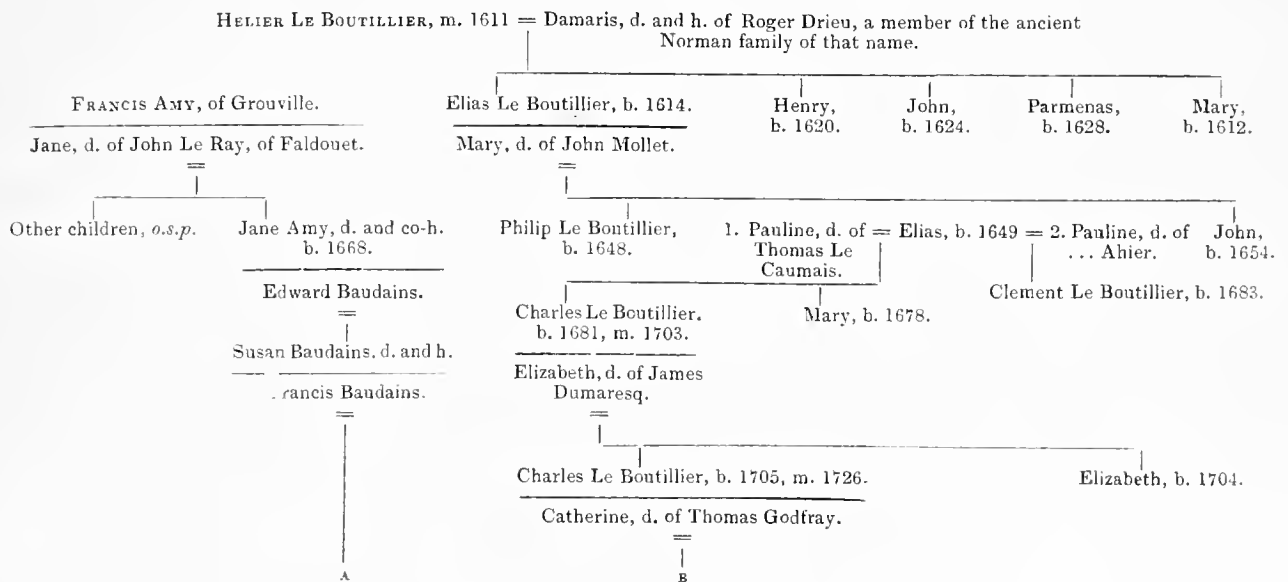 HELIER LE BOUTILLIER, m. 1611 = Damaris, d. and h. of Roger Drieu, a member of the ancient
Norman family of that name.
FRANCIS AMY, of Grouville.
Jane, d. of John Le Ray, of Faldouet.
=
Elias Le Boutillier, b. 1614.
Mary, d. of John Mollet.
=
Henry,
b. 1620.
John,
b. 1624.
Parmenas,
b. 1628.
Mary,
b. 1612.
Other children, o.s.p.
Jane Amy, d. and co-h.
b. 1668.
Edward Baudains.
=
Susan Baudains, d. and h.
rancis Baudains.
=
A
Philip Le Boutillier,
b. 1648.
1. Pauline, d. of = Elias, b. 1649 = 2. Pauline, d. of
Thomas Le
Caumais.
... Ahier.
John,
b. 1654.
Charles Le Boutillier.
b. 1681, m. 1703.
Elizabeth, d. of James
Dumaresq.
=
Mary, b. 1678.
Clement Le Boutillier, b. 1683.
Charles Le Boutillier, b. 1705, m. 1726.
Catherine, d. of Thomas Godfray.
=
B
Elizabeth, b. 1704.